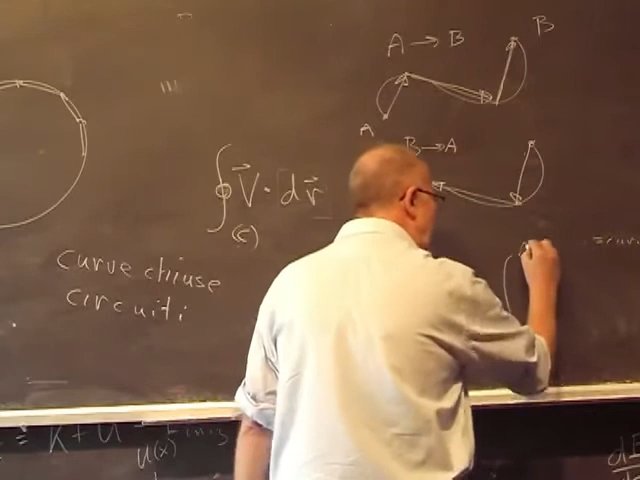 A → B
B
A
B → A
∮(C) V⃗ · dr⃗
curve chiuse
circuiti
≡ K + U
U(x)